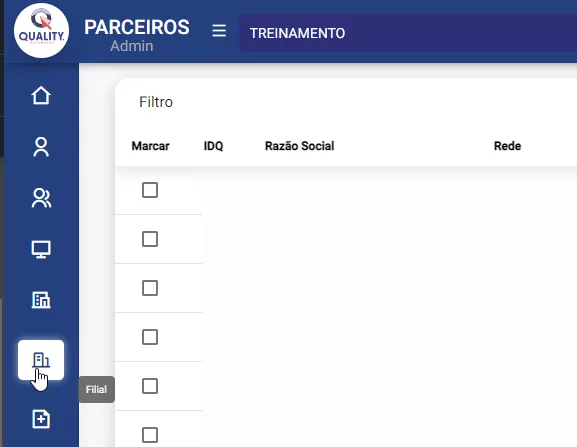 QUALITY.
PARCEIROS
Admin
TREINAMENTO
Filtro
Marcar IDQ Razão Social Rede
Filial